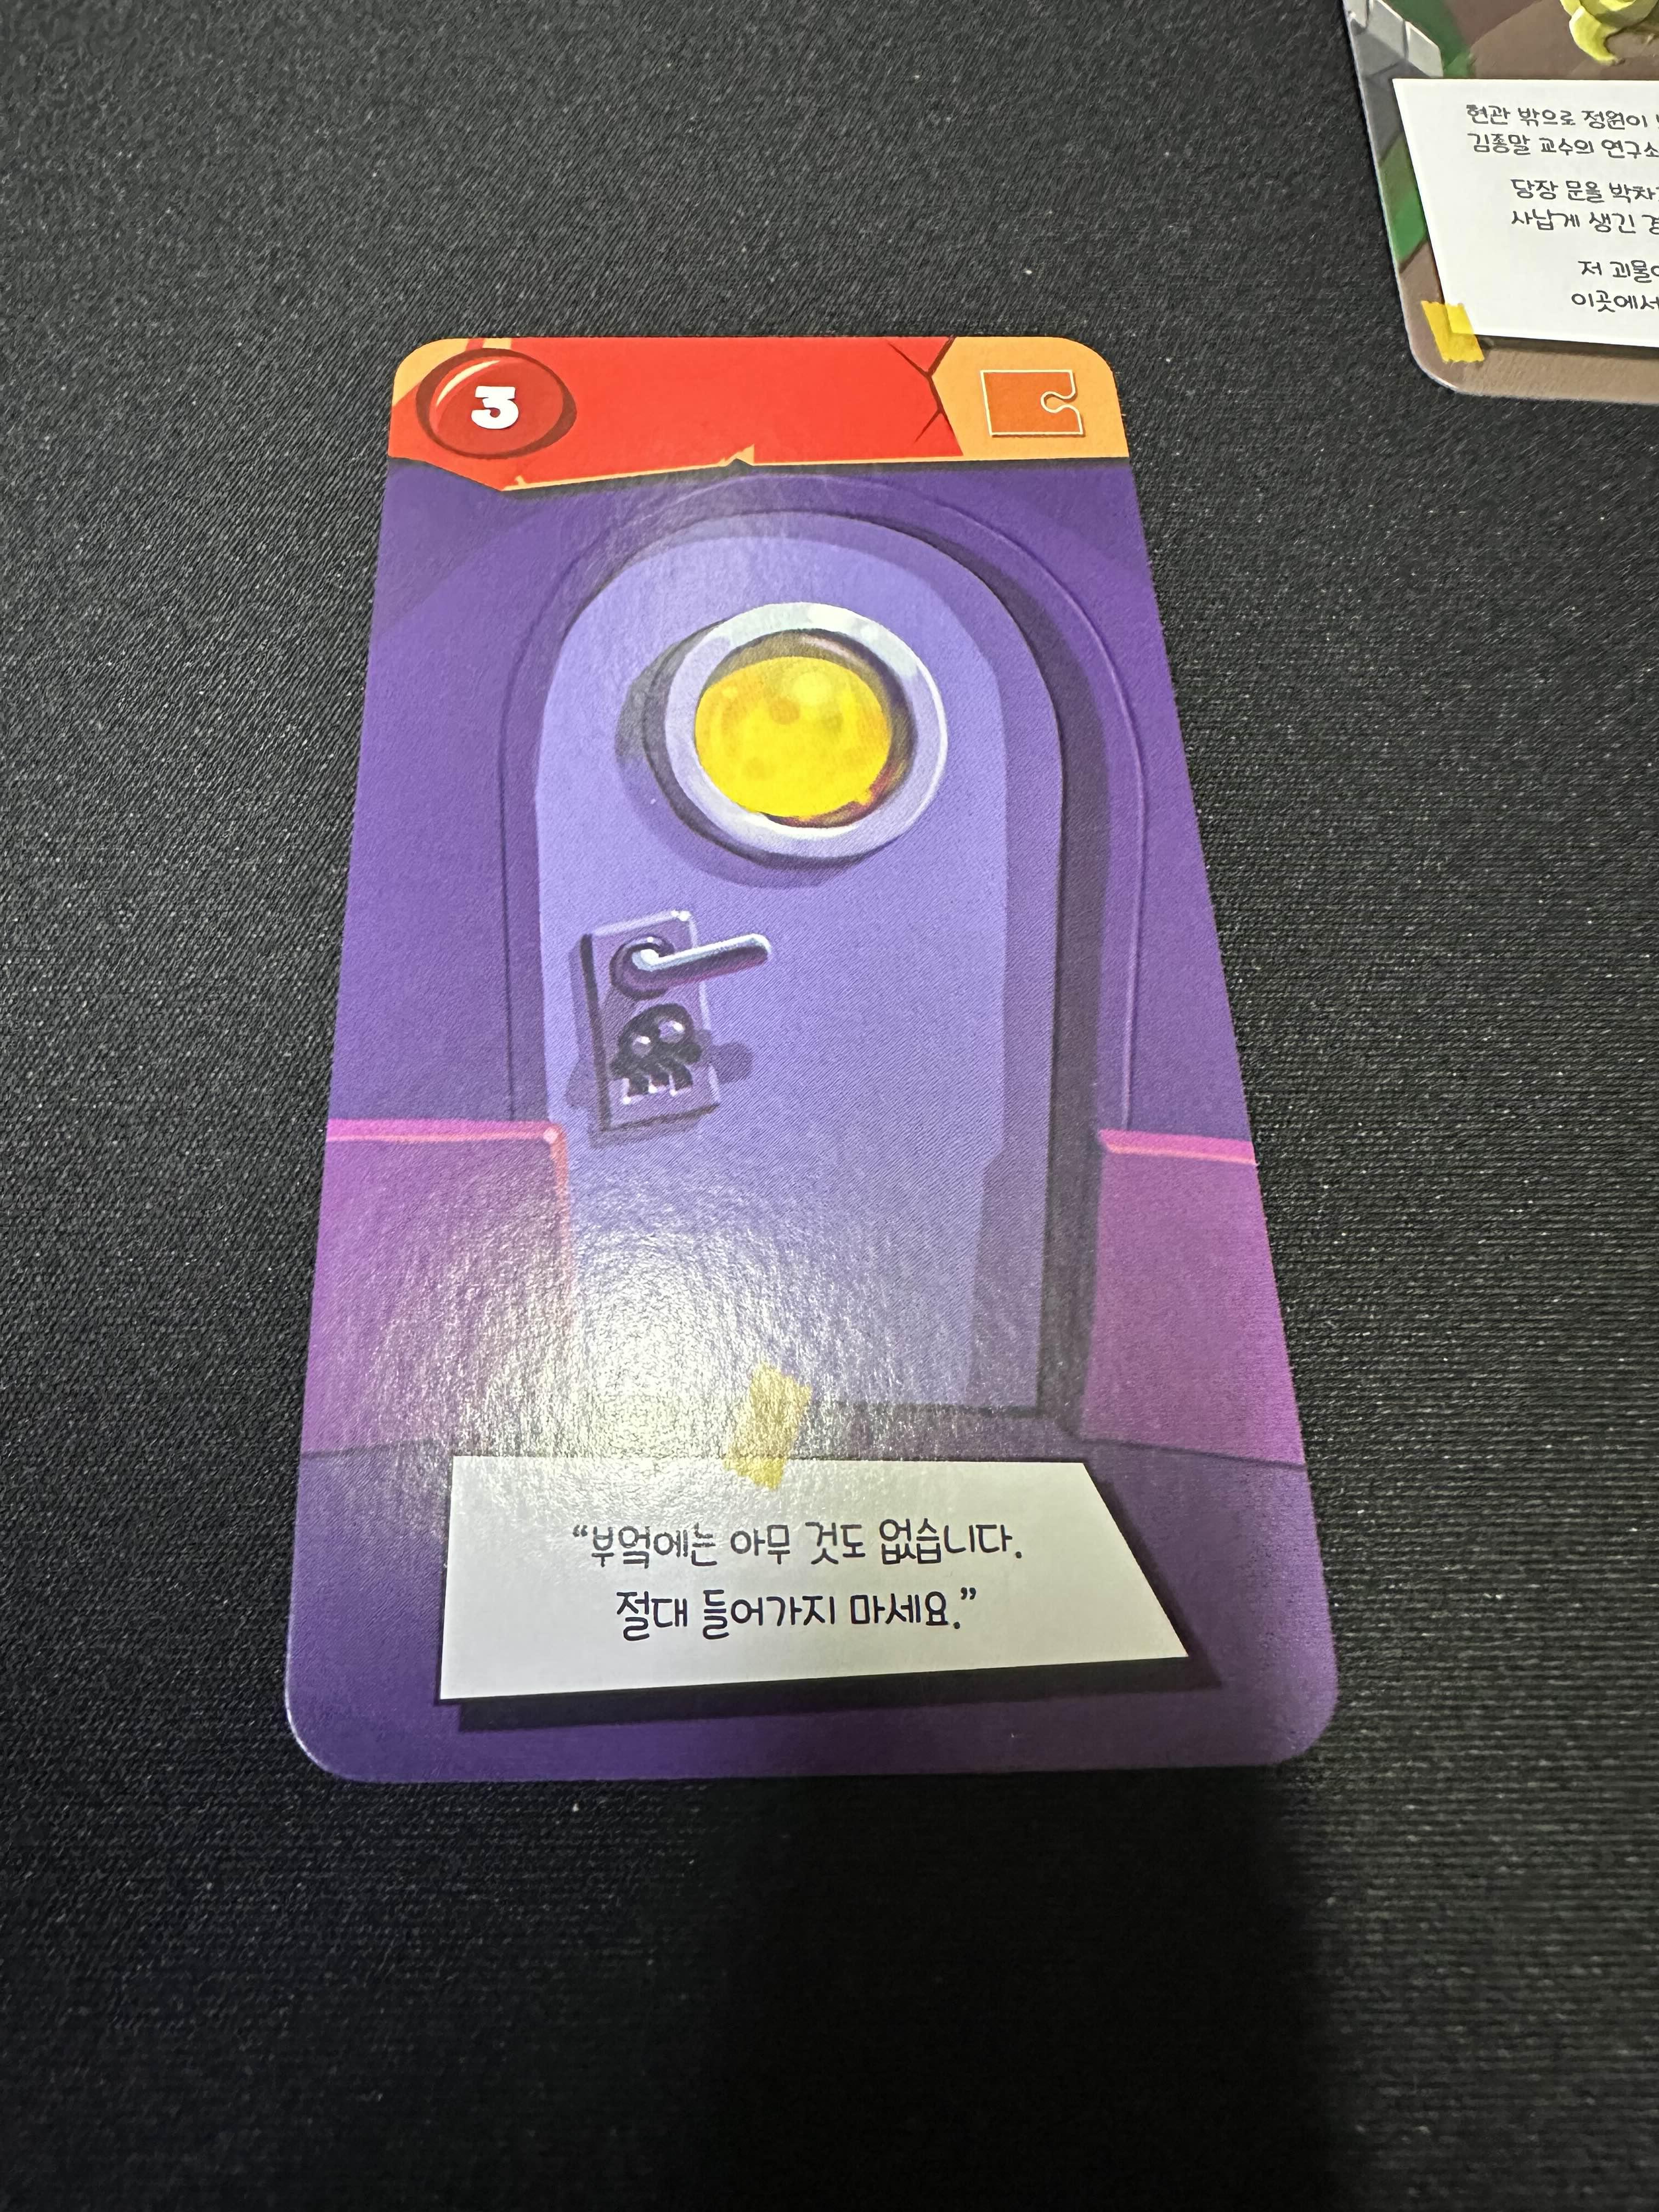 3
“부엌에는 아무 것도 없습니다.
절대 들어가지 마세요.”
현관 밖으로 정원이
김종말 교수의 연구소
당장 문을 박차
사납게 생긴
저 괴물
이곳에서